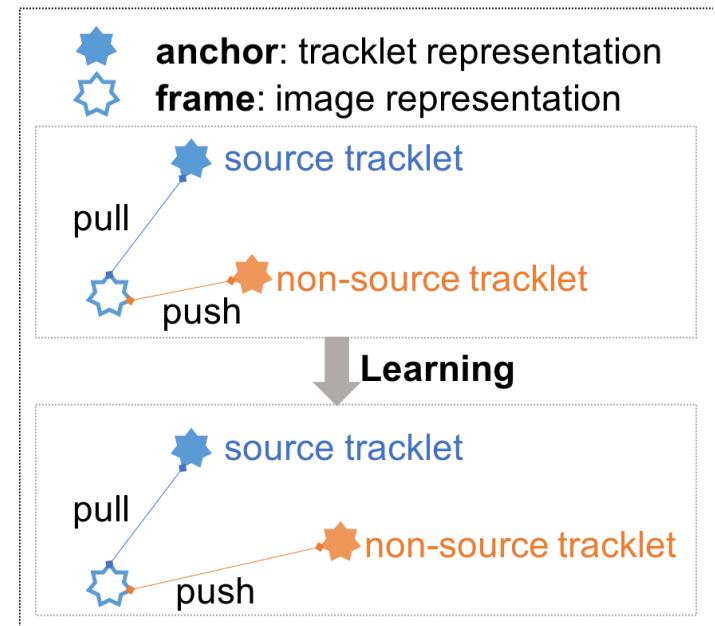 anchor: tracklet representation
frame: image representation
source tracklet
pull
non-source tracklet
push
Learning
source tracklet
pull
non-source tracklet
push